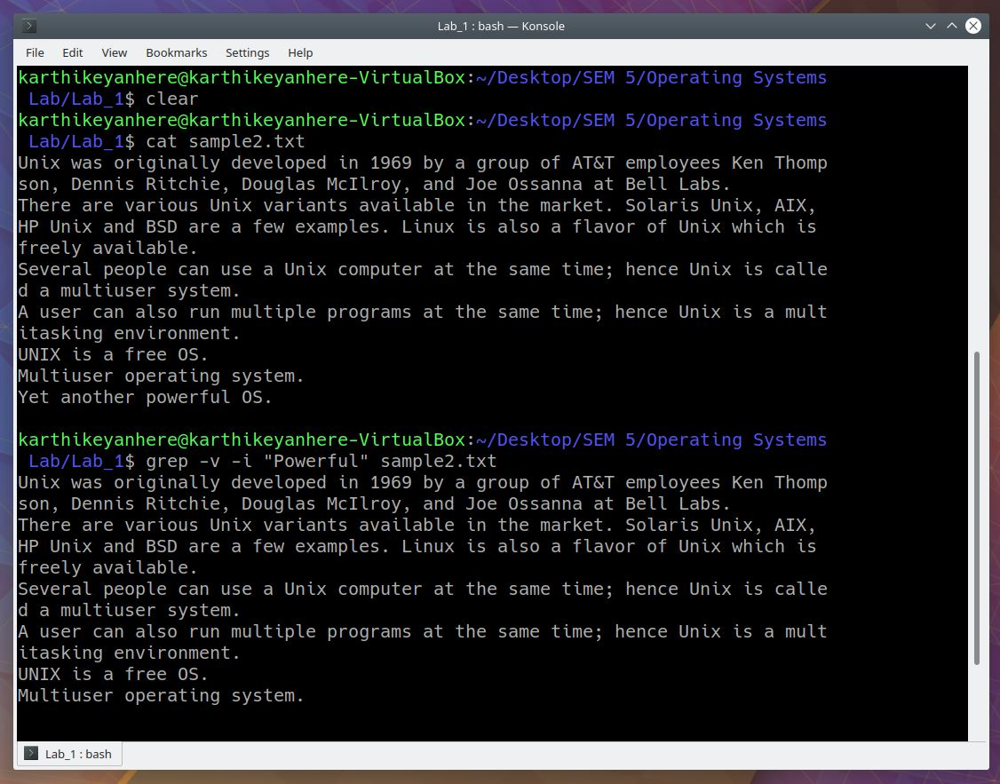 Lab_1 : bash — Konsole
File Edit View Bookmarks Settings Help
karthikeyanhere@karthikeyanhere-VirtualBox:~/Desktop/SEM 5/Operating Systems
 Lab/Lab_1$ clear
karthikeyanhere@karthikeyanhere-VirtualBox:~/Desktop/SEM 5/Operating Systems
 Lab/Lab_1$ cat sample2.txt
Unix was originally developed in 1969 by a group of AT&T employees Ken Thomp
son, Dennis Ritchie, Douglas McIlroy, and Joe Ossanna at Bell Labs.
There are various Unix variants available in the market. Solaris Unix, AIX,
HP Unix and BSD are a few examples. Linux is also a flavor of Unix which is
freely available.
Several people can use a Unix computer at the same time; hence Unix is calle
d a multiuser system.
A user can also run multiple programs at the same time; hence Unix is a mult
itasking environment.
UNIX is a free OS.
Multiuser operating system.
Yet another powerful OS.

karthikeyanhere@karthikeyanhere-VirtualBox:~/Desktop/SEM 5/Operating Systems
 Lab/Lab_1$ grep -v -i "Powerful" sample2.txt
Unix was originally developed in 1969 by a group of AT&T employees Ken Thomp
son, Dennis Ritchie, Douglas McIlroy, and Joe Ossanna at Bell Labs.
There are various Unix variants available in the market. Solaris Unix, AIX,
HP Unix and BSD are a few examples. Linux is also a flavor of Unix which is
freely available.
Several people can use a Unix computer at the same time; hence Unix is calle
d a multiuser system.
A user can also run multiple programs at the same time; hence Unix is a mult
itasking environment.
UNIX is a free OS.
Multiuser operating system.

Lab_1 : bash